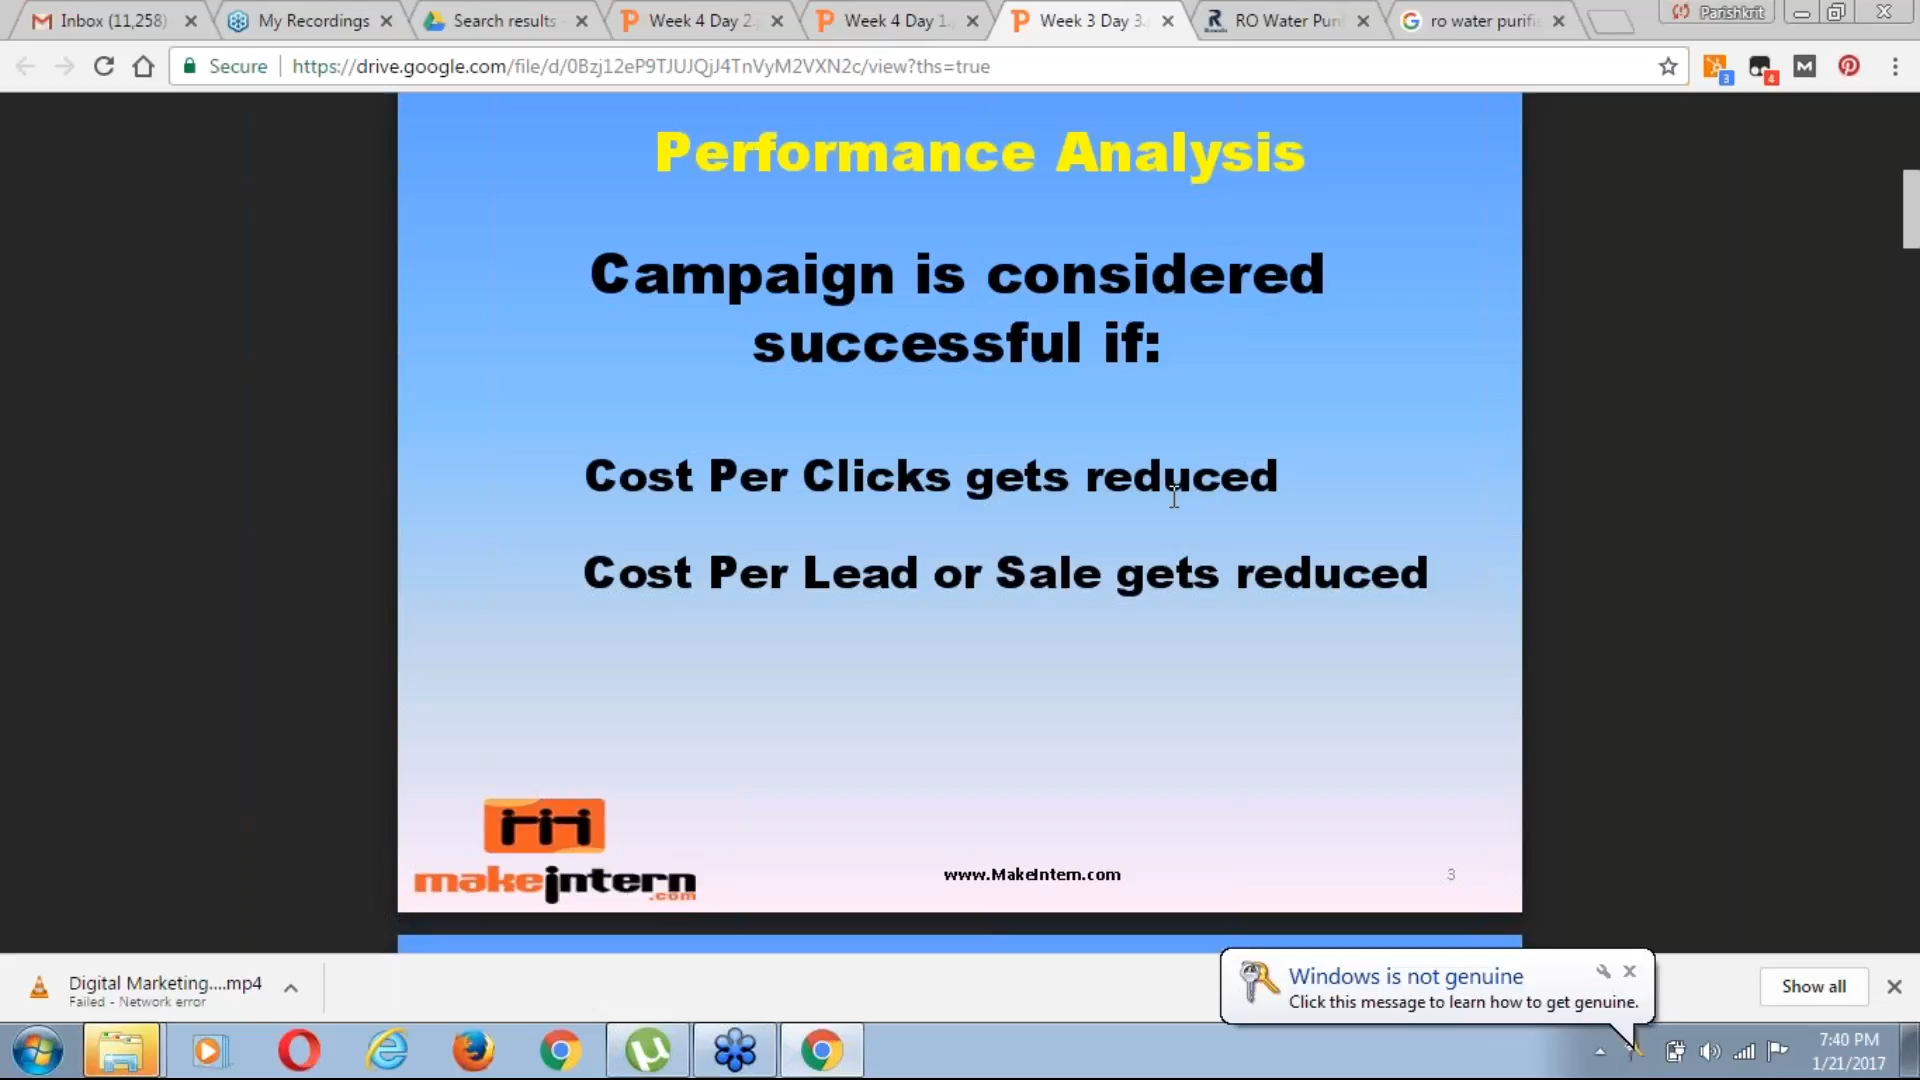 Inbox (11,258)
My Recordings
Search results
Week 4 Day 2.
Week 4 Day 1.
Week 3 Day 3.
RO Water Puri
ro water purifi
Parishkrit
Secure
https://drive.google.com/file/d/0Bzj12eP9TJUJQjJ4TnVyM2VXN2c/view?ths=true
3
4
Performance Analysis
Campaign is considered
successful if:
Cost Per Clicks gets reduced
Cost Per Lead or Sale gets reduced
makeintern
.com
www.MakeIntern.com
3
Digital Marketing....mp4
Failed - Network error
Windows is not genuine
Click this message to learn how to get genuine.
Show all
7:40 PM
1/21/2017